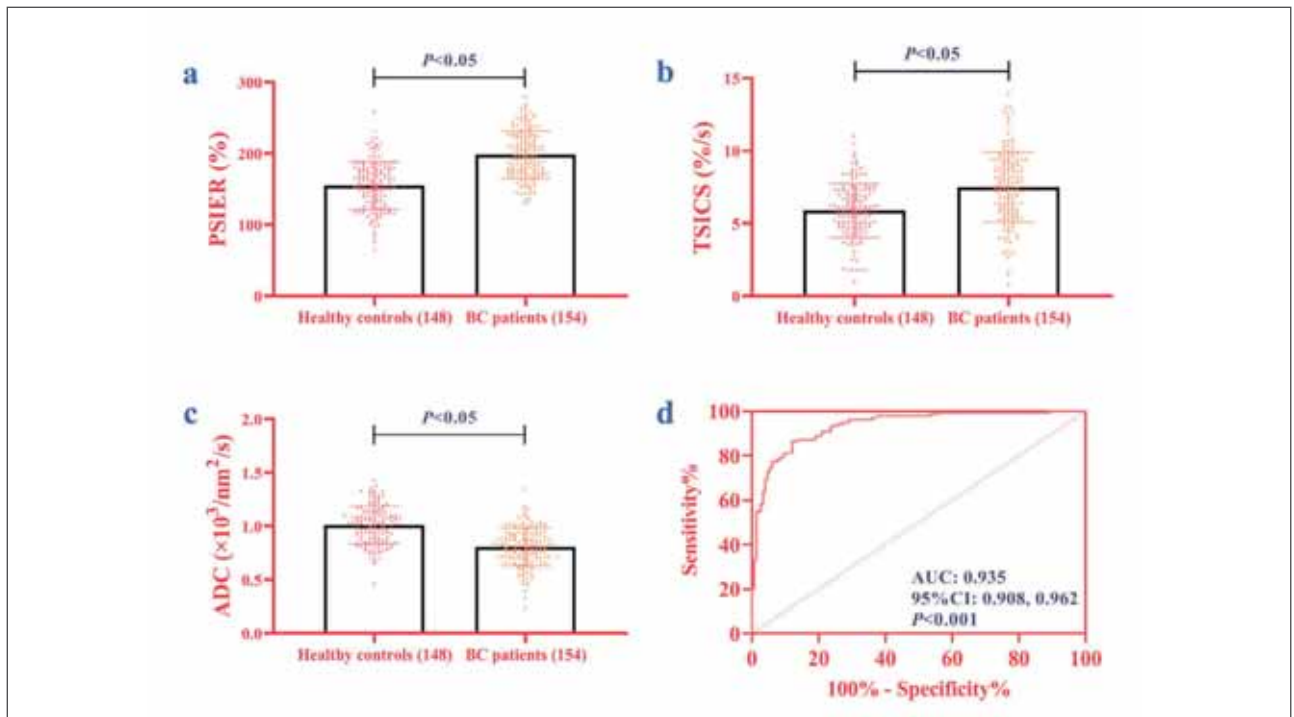 a
P<0.05
300
200
100
0
PSIER (%)
Healthy controls (148) BC patients (154)
b
P<0.05
15
10
5
0
TSICS (%/s)
Healthy controls (148) BC patients (154)
c
P<0.05
2.0
1.5
1.0
0.5
0.0
ADC (×10³/nm²/s)
Healthy controls (148) BC patients (154)
d
100
80
60
40
20
0
Sensitivity%
AUC: 0.935
95%CI: 0.908, 0.962
P<0.001
0 20 40 60 80 100
100% - Specificity%